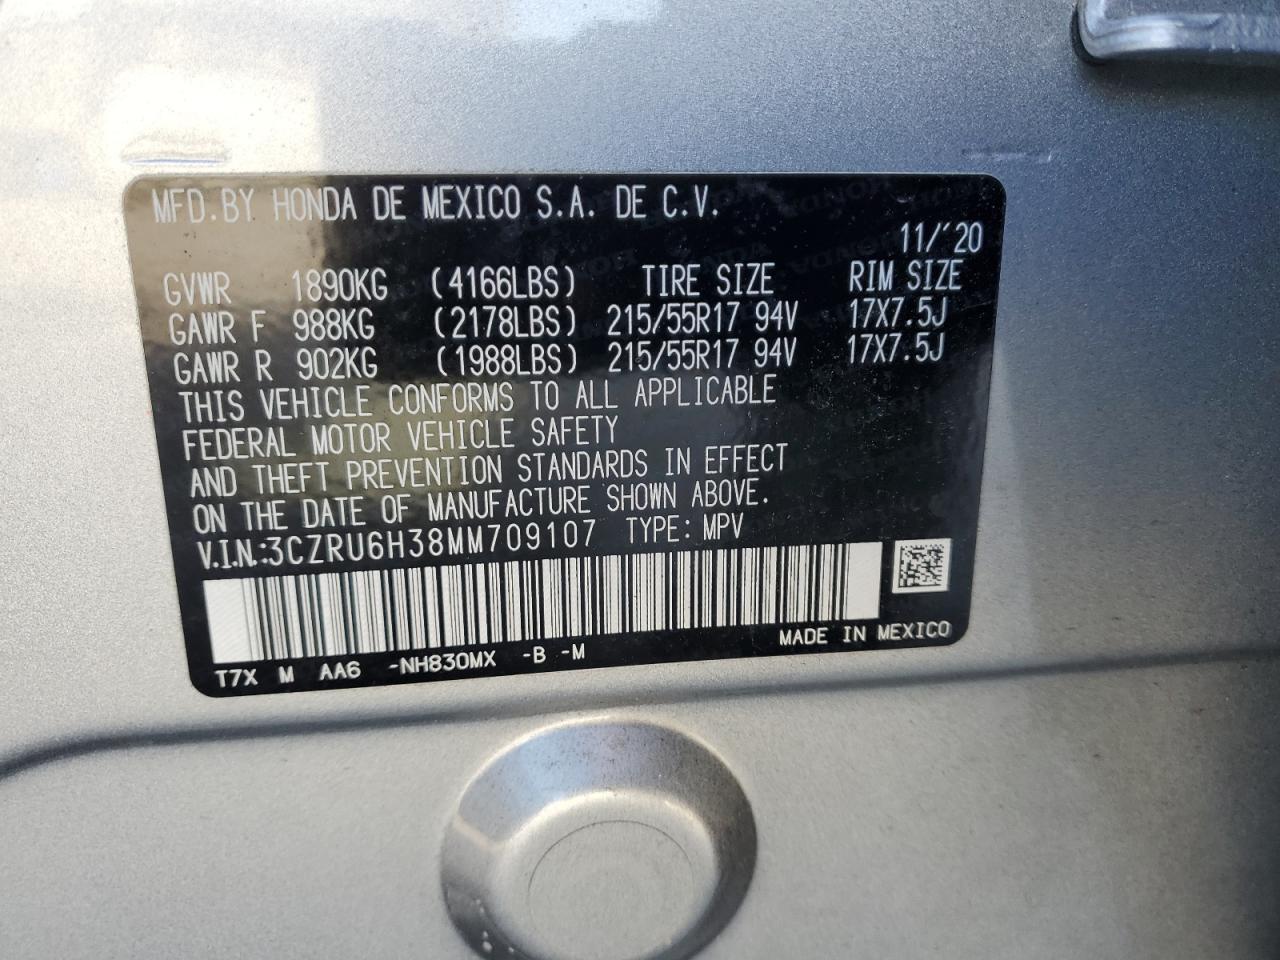 MFD.BY HONDA DE MEXICO S.A. DE C.V.
11/'20
GVWR 1890KG (4166LBS) TIRE SIZE RIM SIZE
GAWR F 988KG (2178LBS) 215/55R17 94V 17X7.5J
GAWR R 902KG (1988LBS) 215/55R17 94V 17X7.5J
THIS VEHICLE CONFORMS TO ALL APPLICABLE
FEDERAL MOTOR VEHICLE SAFETY
AND THEFT PREVENTION STANDARDS IN EFFECT
ON THE DATE OF MANUFACTURE SHOWN ABOVE.
V.I.N.:3CZRU6H38MM709107 TYPE: MPV
MADE IN MEXICO
T7X M AA6 -NH830MX -B -M